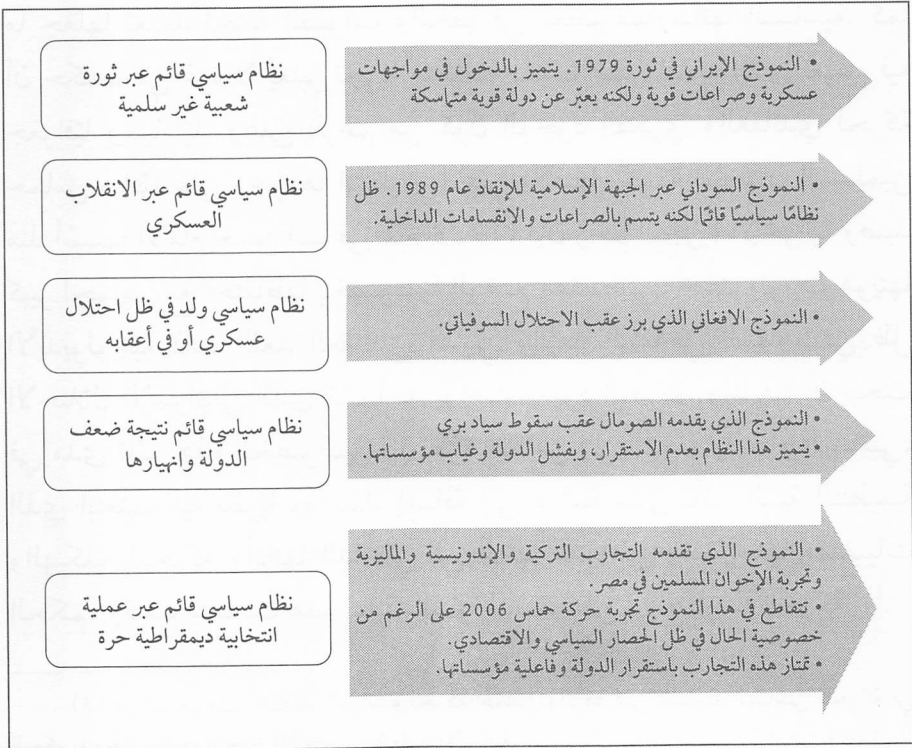 نظام سياسي قائم عبر ثورة
شعبية غير سلمية
• النموذج الإيراني في ثورة 1979. يتميز بالدخول في مواجهات
عسكرية وصراعات قوية ولكنه يعبّر عن دولة قوية متماسكة
نظام سياسي قائم عبر الانقلاب
العسكري
• النموذج السوداني عبر الجبهة الإسلامية للإنقاذ عام 1989. ظل
نظامًا سياسيًا قائمًا لكنه يتسم بالصراعات والانقسامات الداخلية.
نظام سياسي ولد في ظل احتلال
عسكري أو في أعقابه
• النموذج الافغاني الذي برز عقب الاحتلال السوفياتي.
نظام سياسي قائم نتيجة ضعف
الدولة وانهيارها
• النموذج الذي يقدمه الصومال عقب سقوط سياد بري
• يتميز هذا النظام بعدم الاستقرار، وبفشل الدولة وغياب مؤسساتها.
نظام سياسي قائم عبر عملية
انتخابية ديمقراطية حرة
• النموذج الذي تقدمه التجارب التركية والإندونيسية والماليزية
وتجربة الإخوان المسلمين في مصر.
• تتقاطع في هذا النموذج تجربة حركة حماس 2006 على الرغم من
خصوصية الحال في ظل الحصار السياسي والاقتصادي.
• تمتاز هذه التجارب باستقرار الدولة وفاعلية مؤسساتها.